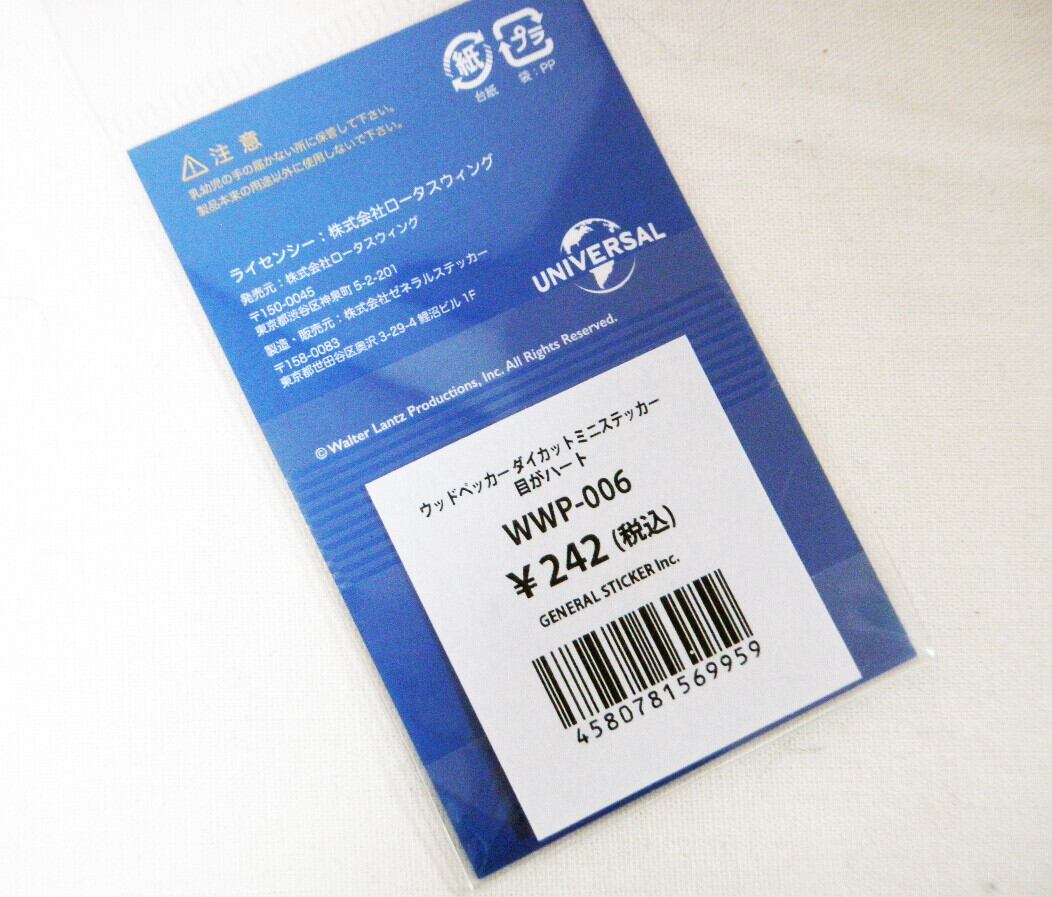 紙
プラ
台紙
袋：PP
⚠注意
乳幼児の手の届かない所に保管して下さい。
製品本来の用途以外に使用しないで下さい。
ライセンシー：株式会社ロータスウィング
発売元：株式会社ロータスウィング
〒150-0045
東京都渋谷区神泉町5-2-201
製造・販売元：株式会社ゼネラルステッカー
〒158-0083
東京都世田谷区奥沢3-29-4 鯉沼ビル1F
UNIVERSAL
©Walter Lantz Productions, Inc. All Rights Reserved.
ウッドペッカー ダイカットミニステッカー
目がハート
WWP-006
¥242(税込)
GENERAL STICKER Inc.
4580781569959